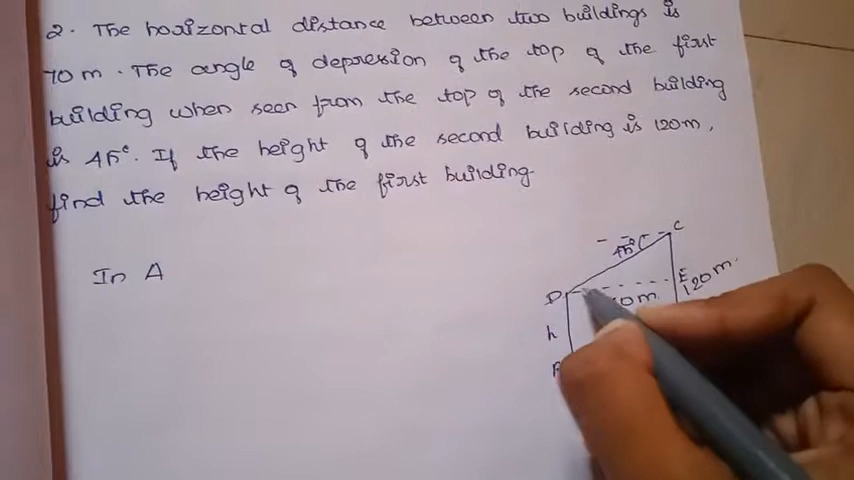 2. The horizontal distance between two buildings is
70 m. The angle of depression of the top of the first
building when seen from the top of the second building
is 45°. If the height of the second building is 120m,
find the height of the first building
In Δ
C
45°
D
E
120m.
h